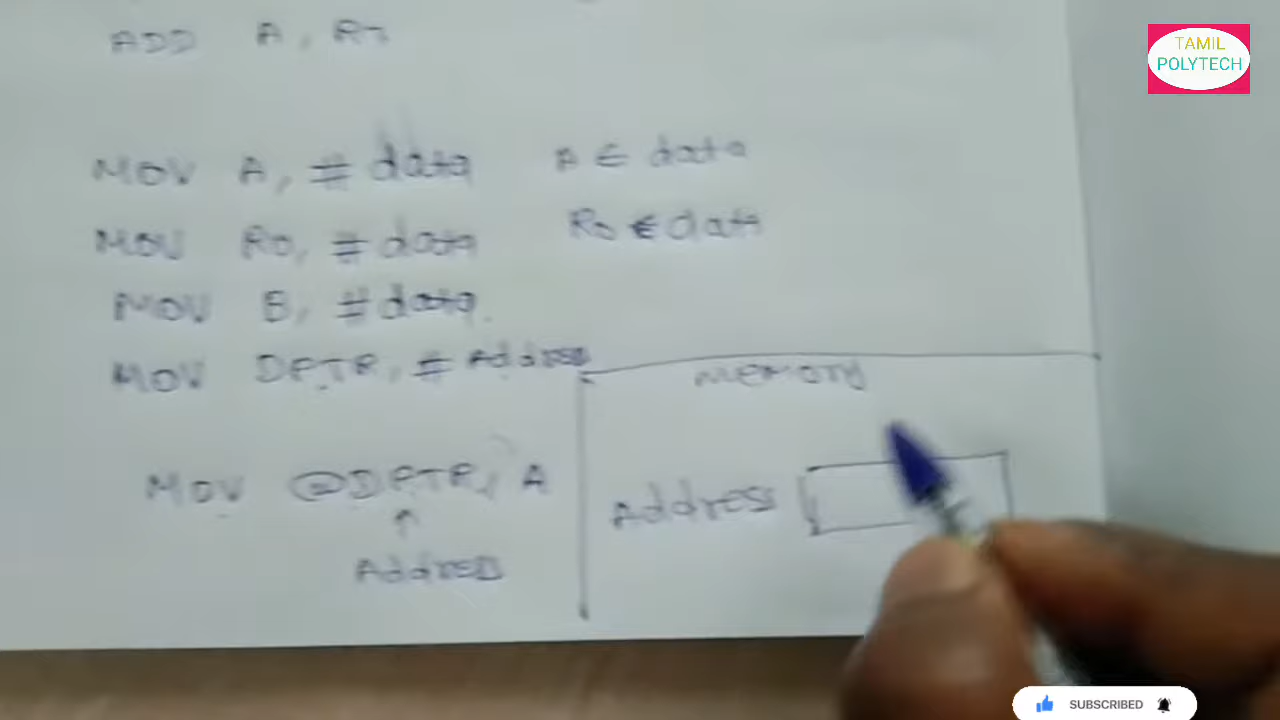 TAMIL
POLYTECH
ADD A, R0
MOV A, # data A ← data
MOV R0, # data R0 ← data
MOV B, # data.
MOV DPTR, # Address
Memory
MOV @DPTR, A
Address
Address
SUBSCRIBED